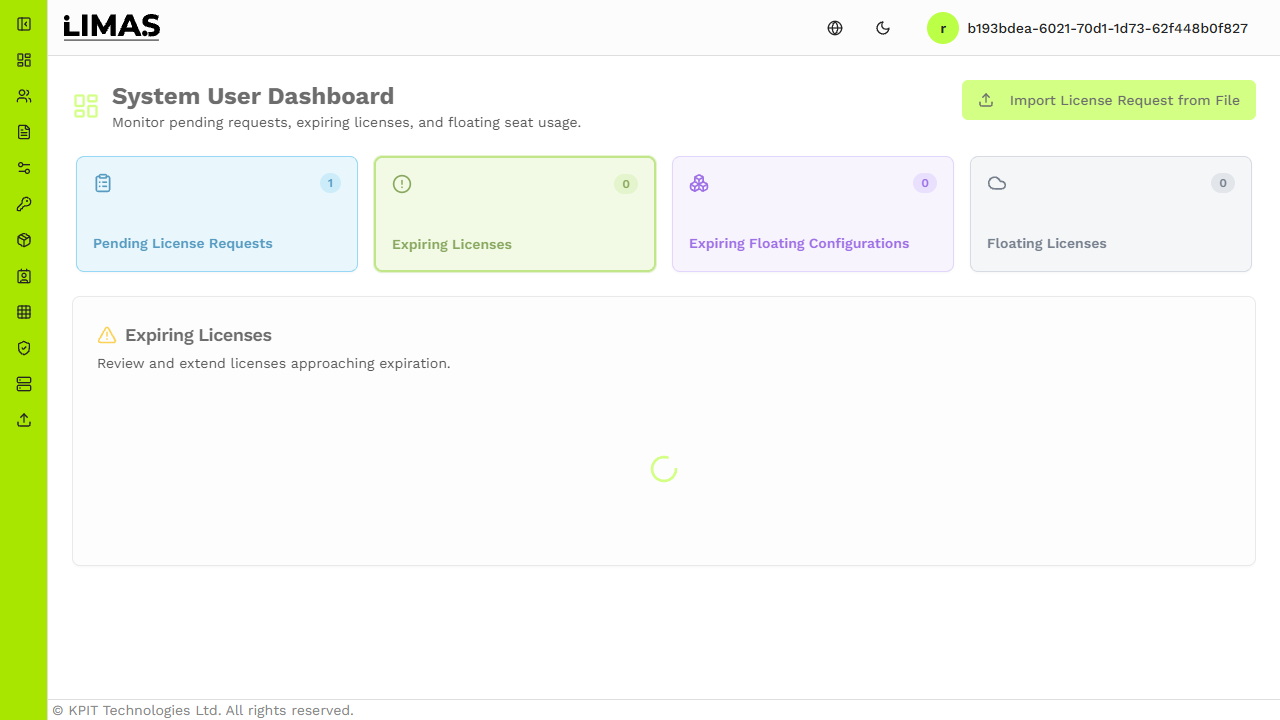 LIMAS
r
b193bdea-6021-70d1-1d73-62f448b0f827
System User Dashboard
Monitor pending requests, expiring licenses, and floating seat usage.
Import License Request from File
1
Pending License Requests
0
Expiring Licenses
0
Expiring Floating Configurations
0
Floating Licenses
Expiring Licenses
Review and extend licenses approaching expiration.
© KPIT Technologies Ltd. All rights reserved.